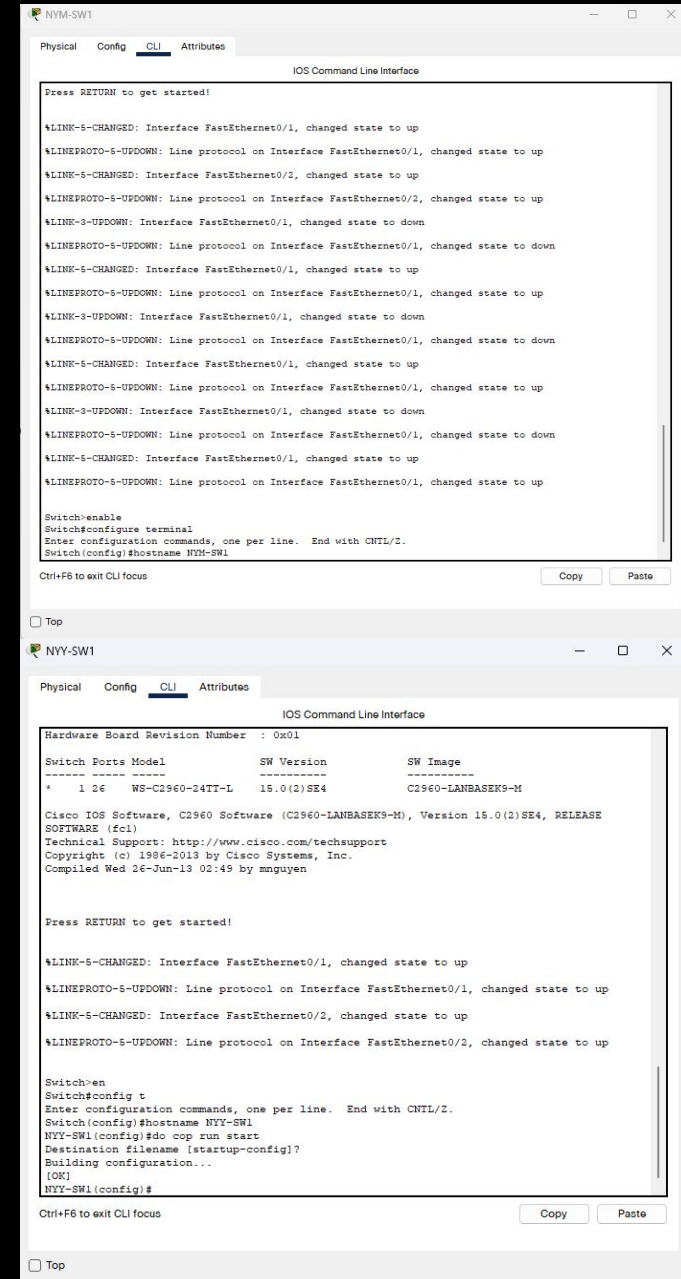 NYM-SW1
Physical Config CLI Attributes
IOS Command Line Interface
Press RETURN to get started!
%LINK-5-CHANGED: Interface FastEthernet0/1, changed state to up
%LINEPROTO-5-UPDOWN: Line protocol on Interface FastEthernet0/1, changed state to up
%LINK-5-CHANGED: Interface FastEthernet0/2, changed state to up
%LINEPROTO-5-UPDOWN: Line protocol on Interface FastEthernet0/2, changed state to up
%LINK-3-UPDOWN: Interface FastEthernet0/1, changed state to down
%LINEPROTO-5-UPDOWN: Line protocol on Interface FastEthernet0/1, changed state to down
%LINK-5-CHANGED: Interface FastEthernet0/1, changed state to up
%LINEPROTO-5-UPDOWN: Line protocol on Interface FastEthernet0/1, changed state to up
%LINK-3-UPDOWN: Interface FastEthernet0/1, changed state to down
%LINEPROTO-5-UPDOWN: Line protocol on Interface FastEthernet0/1, changed state to down
%LINK-5-CHANGED: Interface FastEthernet0/1, changed state to up
%LINEPROTO-5-UPDOWN: Line protocol on Interface FastEthernet0/1, changed state to up
%LINK-3-UPDOWN: Interface FastEthernet0/1, changed state to down
%LINEPROTO-5-UPDOWN: Line protocol on Interface FastEthernet0/1, changed state to down
%LINK-5-CHANGED: Interface FastEthernet0/1, changed state to up
%LINEPROTO-5-UPDOWN: Line protocol on Interface FastEthernet0/1, changed state to up
Switch>enable
Switch#configure terminal
Enter configuration commands, one per line. End with CNTL/Z.
Switch(config)#hostname NYM-SW1
Ctrl+F6 to exit CLI focus
Copy Paste
Top
NYY-SW1
Physical Config CLI Attributes
IOS Command Line Interface
Hardware Board Revision Number : 0x01
Switch Ports Model SW Version SW Image
------ ----- ----- ---------- ----------
* 1 26 WS-C2960-24TT-L 15.0(2)SE4 C2960-LANBASEK9-M
Cisco IOS Software, C2960 Software (C2960-LANBASEK9-M), Version 15.0(2)SE4, RELEASE
SOFTWARE (fc1)
Technical Support: http://www.cisco.com/techsupport
Copyright (c) 1986-2013 by Cisco Systems, Inc.
Compiled Wed 26-Jun-13 02:49 by mnguyen
Press RETURN to get started!
%LINK-5-CHANGED: Interface FastEthernet0/1, changed state to up
%LINEPROTO-5-UPDOWN: Line protocol on Interface FastEthernet0/1, changed state to up
%LINK-5-CHANGED: Interface FastEthernet0/2, changed state to up
%LINEPROTO-5-UPDOWN: Line protocol on Interface FastEthernet0/2, changed state to up
Switch>en
Switch#config t
Enter configuration commands, one per line. End with CNTL/Z.
Switch(config)#hostname NYY-SW1
NYY-SW1(config)#do cop run start
Destination filename [startup-config]?
Building configuration...
[OK]
NYY-SW1(config)#
Ctrl+F6 to exit CLI focus
Copy Paste
Top